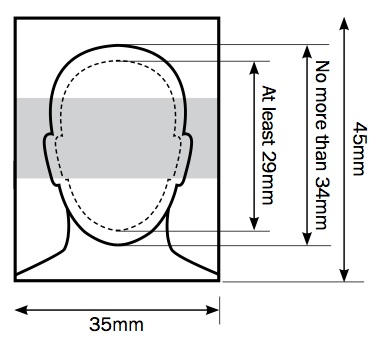 At least 29mm
No more than 34mm
45mm
35mm